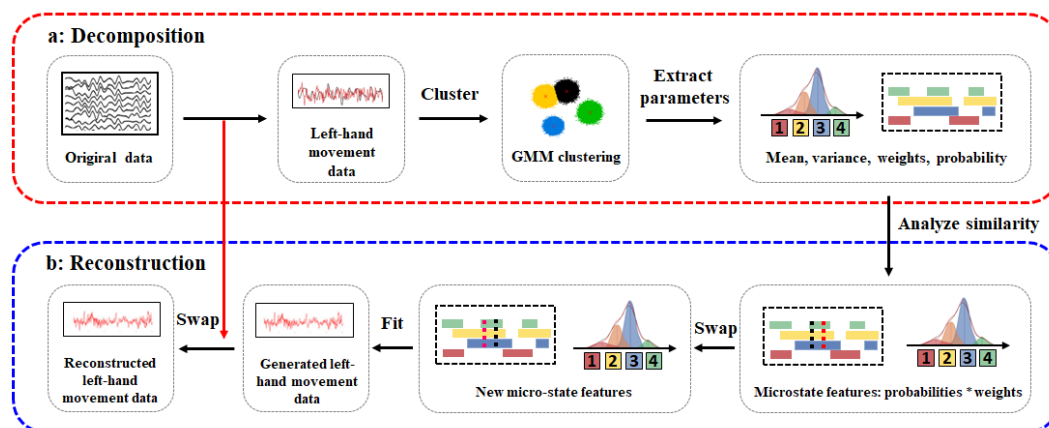 a: Decomposition
Origiral data
Left-hand
movement
data
Cluster
GMM clustering
Extract
parameters
1 2 3 4
Mean, variance, weights, probability
Analyze similarity
b: Reconstruction
Reconstructed
left-hand
movement data
Swap
Generated left-
hand movement
data
Fit
1 2 3 4
New micro-state features
Swap
1 2 3 4
Microstate features: probabilities *weights